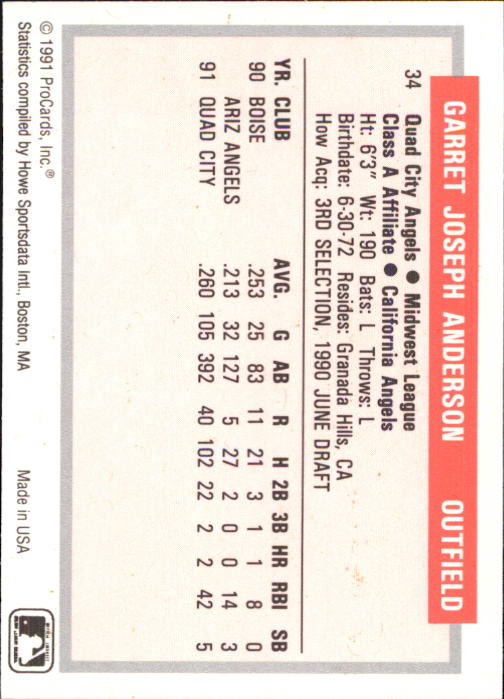 GARRET JOSEPH ANDERSON OUTFIELD
34 Quad City Angels ● Midwest League
Class A Affiliate ● California Angels
Ht: 6'3" Wt: 190 Bats: L Throws: L
Birthdate: 6-30-72 Resides: Granada Hills, CA
How Acq: 3RD SELECTION, 1990 JUNE DRAFT
YR. CLUB AVG. G AB R H 2B 3B HR RBI SB
90 BOISE .253 25 83 11 21 3 1 1 8 0
ARIZ ANGELS .213 32 127 5 27 2 0 0 14 3
91 QUAD CITY .260 105 392 40 102 22 2 2 42 5
© 1991 ProCards, Inc.®
Statistics compiled by Howe Sportsdata Intl., Boston, MA Made in USA